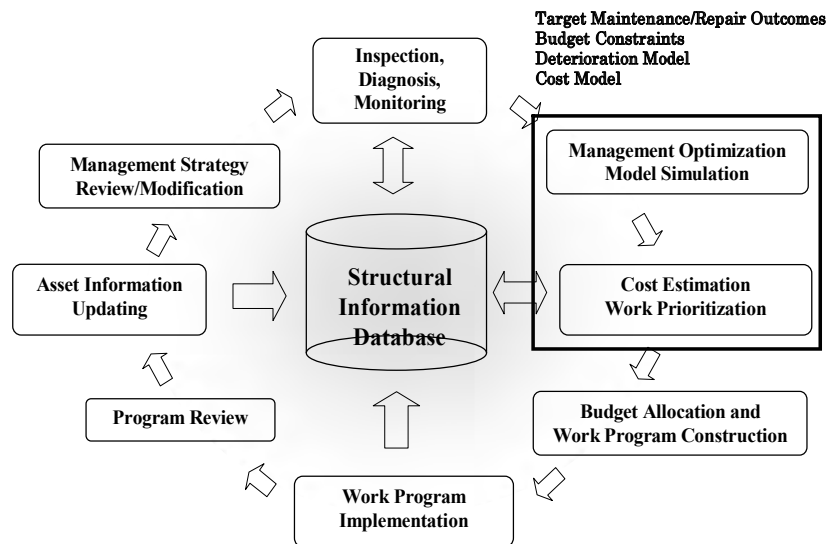 Target Maintenance/Repair Outcomes
Budget Constraints
Deterioration Model
Cost Model
Inspection,
Diagnosis,
Monitoring
Management Optimization
Model Simulation
Management Strategy
Review/Modification
Asset Information
Updating
Structural
Information
Database
Cost Estimation
Work Prioritization
Program Review
Budget Allocation and
Work Program Construction
Work Program
Implementation